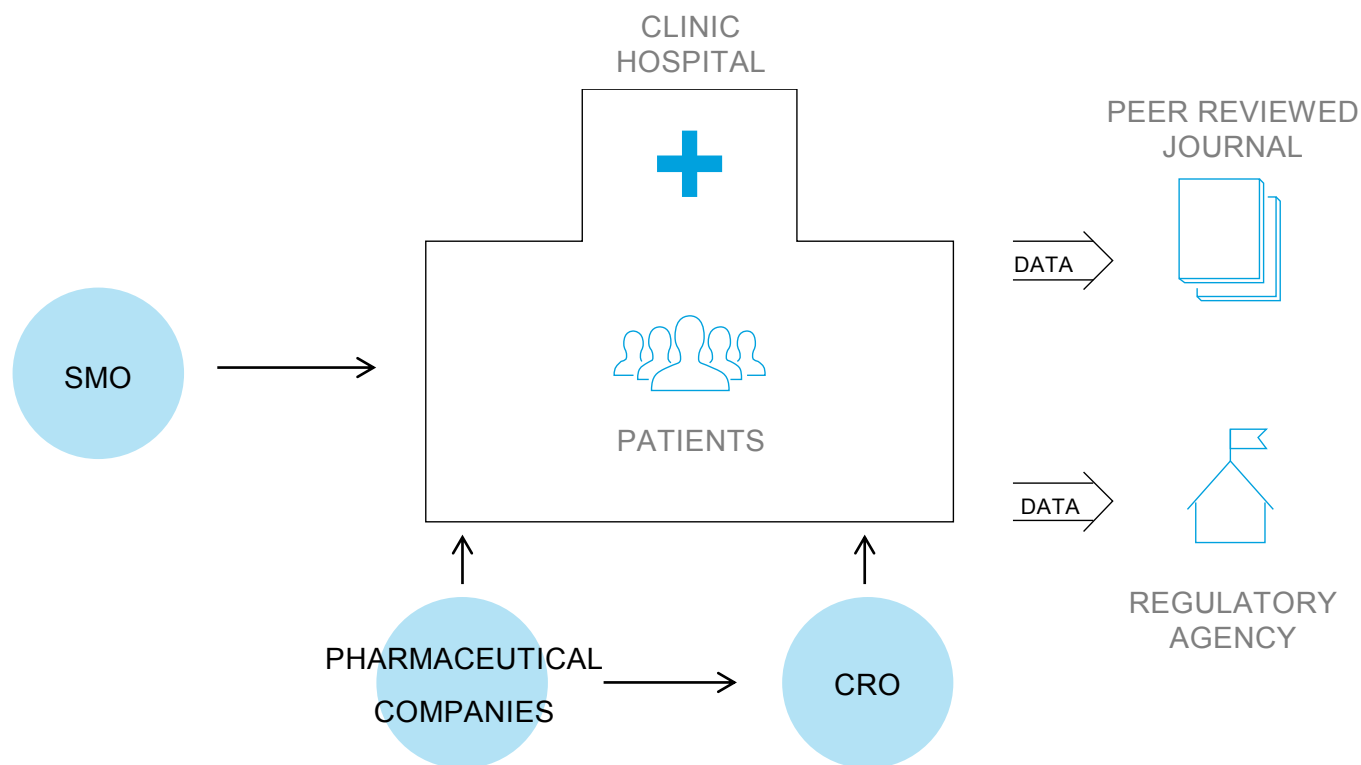 CLINIC
HOSPITAL
PEER REVIEWED
JOURNAL
DATA
SMO
PATIENTS
DATA
REGULATORY
AGENCY
PHARMACEUTICAL
COMPANIES
CRO